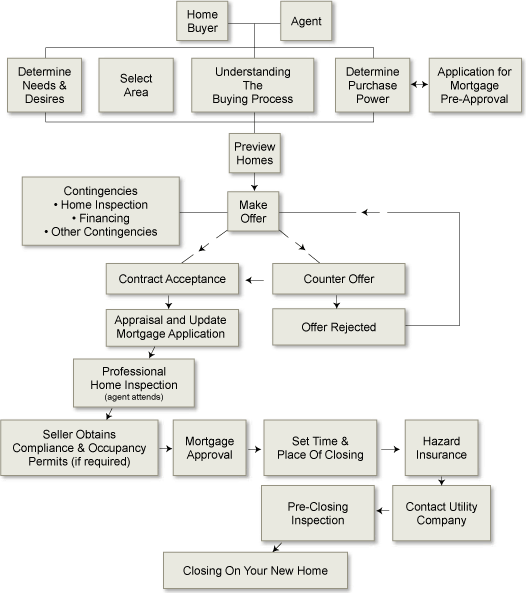 Home
Buyer
Agent
Determine
Needs &
Desires
Select
Area
Understanding
The
Buying Process
Determine
Purchase
Power
Application for
Mortgage
Pre-Approval
Preview
Homes
Contingencies
• Home Inspection
• Financing
• Other Contingencies
Make
Offer
Contract Acceptance
Counter Offer
Appraisal and Update
Mortgage Application
Offer Rejected
Professional
Home Inspection
(agent attends)
Seller Obtains
Compliance & Occupancy
Permits (if required)
Mortgage
Approval
Set Time &
Place Of Closing
Hazard
Insurance
Pre-Closing
Inspection
Contact Utility
Company
Closing On Your New Home